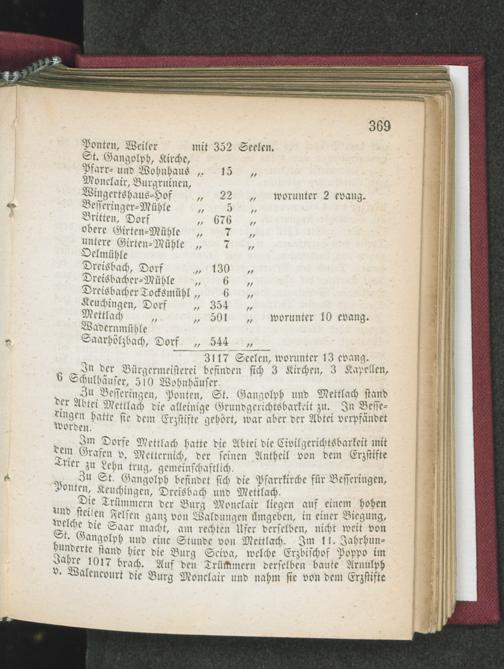 369
Ponten, Weiler mit 352 Seelen.
St. Gangolph, Kirche,
Pfarr- und Wohnhaus „ 15 „
Monclair, Burgruinen,
Wingertshaus-Hof „ 22 „ worunter 2 evang.
Besseringer-Mühle „ 5 „
Britten, Dorf „ 676 „
obere Girten-Mühle „ 7 „
untere Girten-Mühle „ 7 „
Oelmühle
Dreisbach, Dorf „ 130 „
Dreisbacher-Mühle „ 6 „
Dreisbacher Tocksmühl „ 6 „
Keuchingen, Dorf „ 354 „
Mettlach „ „ 501 „ worunter 10 evang.
Wadernmühle
Saarhölzbach, Dorf „ 544 „
3117 Seelen, worunter 13 evang.
In der Bürgermeisterei befinden sich 3 Kirchen, 3 Kapellen,
6 Schulhäuser, 510 Wohnhäuser.
Zu Besseringen, Ponten, St. Gangolph und Mettlach stand
der Abtei Mettlach die alleinige Grundgerichtsbarkeit zu. In Besse-
ringen hatte sie dem Erzstifte gehört, war aber der Abtei verpfändet
worden.
Im Dorfe Mettlach hatte die Abtei die Civilgerichtsbarkeit mit
dem Grafen v. Metternich, der seinen Antheil von dem Erzstifte
Trier zu Lehn trug, gemeinschaftlich.
Zu St. Gangolph befindet sich die Pfarrkirche für Besseringen,
Ponten, Keuchingen, Dreisbach und Mettlach.
Die Trümmern der Burg Monclair liegen auf einem hohen
und steilen Felsen ganz von Waldungen umgeben, in einer Biegung,
welche die Saar macht, am rechten Ufer derselben, nicht weit von
St. Gangolph und eine Stunde von Mettlach. Im 11. Jahrhun-
hunderte stand hier die Burg Sciva, welche Erzbischof Poppo im
Jahre 1017 brach. Auf den Trümmern derselben baute Arnulph
v. Walencourt die Burg Monclair und nahm sie von dem Erzstifte